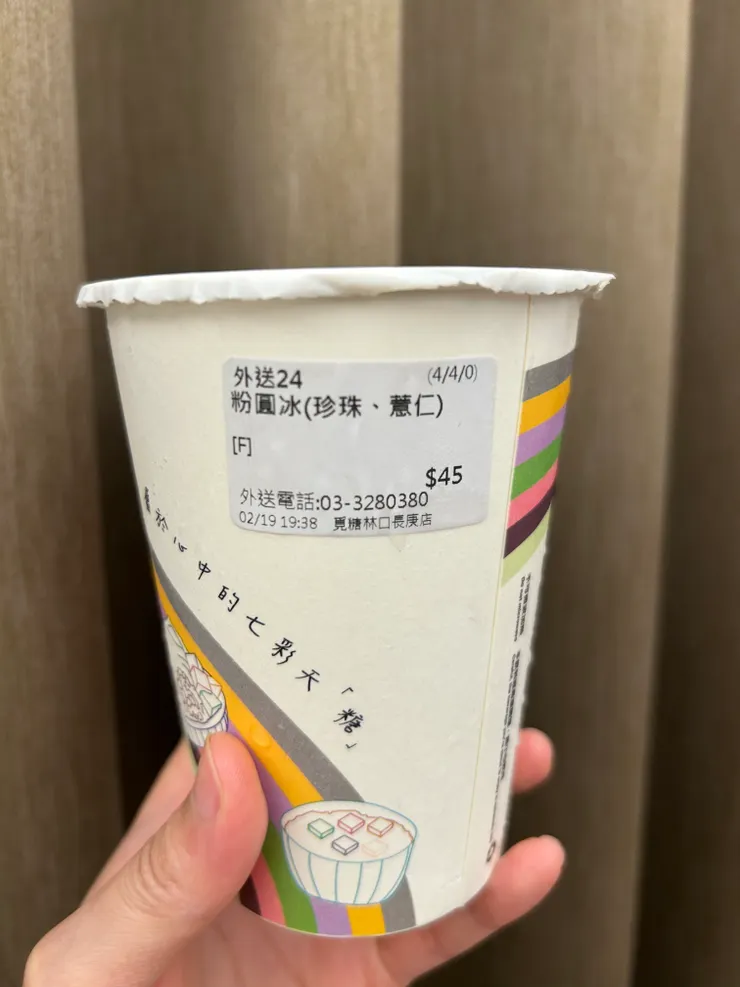 外送24 (4/4/0)
粉圓冰(珍珠、薏仁)
[F]
$45
外送電話:03-3280380
02/19 19:38 覓糖林口長庚店
於心中的七彩天「糖」